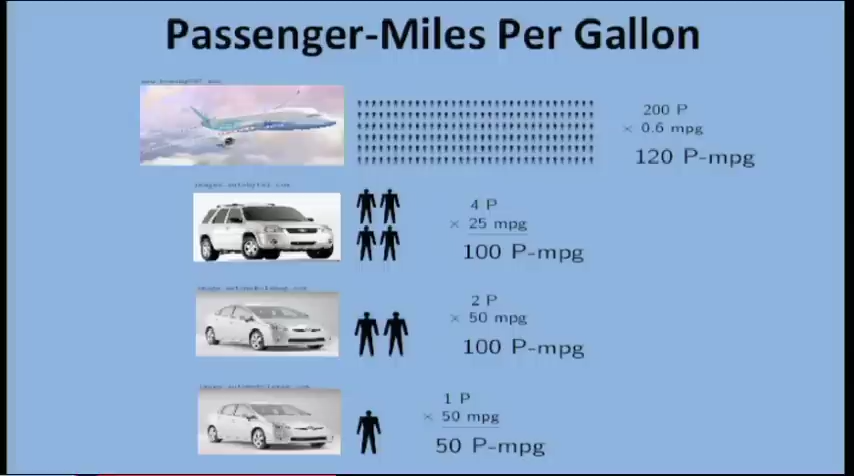 Passenger-Miles Per Gallon
200 P
× 0.6 mpg
120 P-mpg
4 P
× 25 mpg
100 P-mpg
2 P
× 50 mpg
100 P-mpg
1 P
× 50 mpg
50 P-mpg